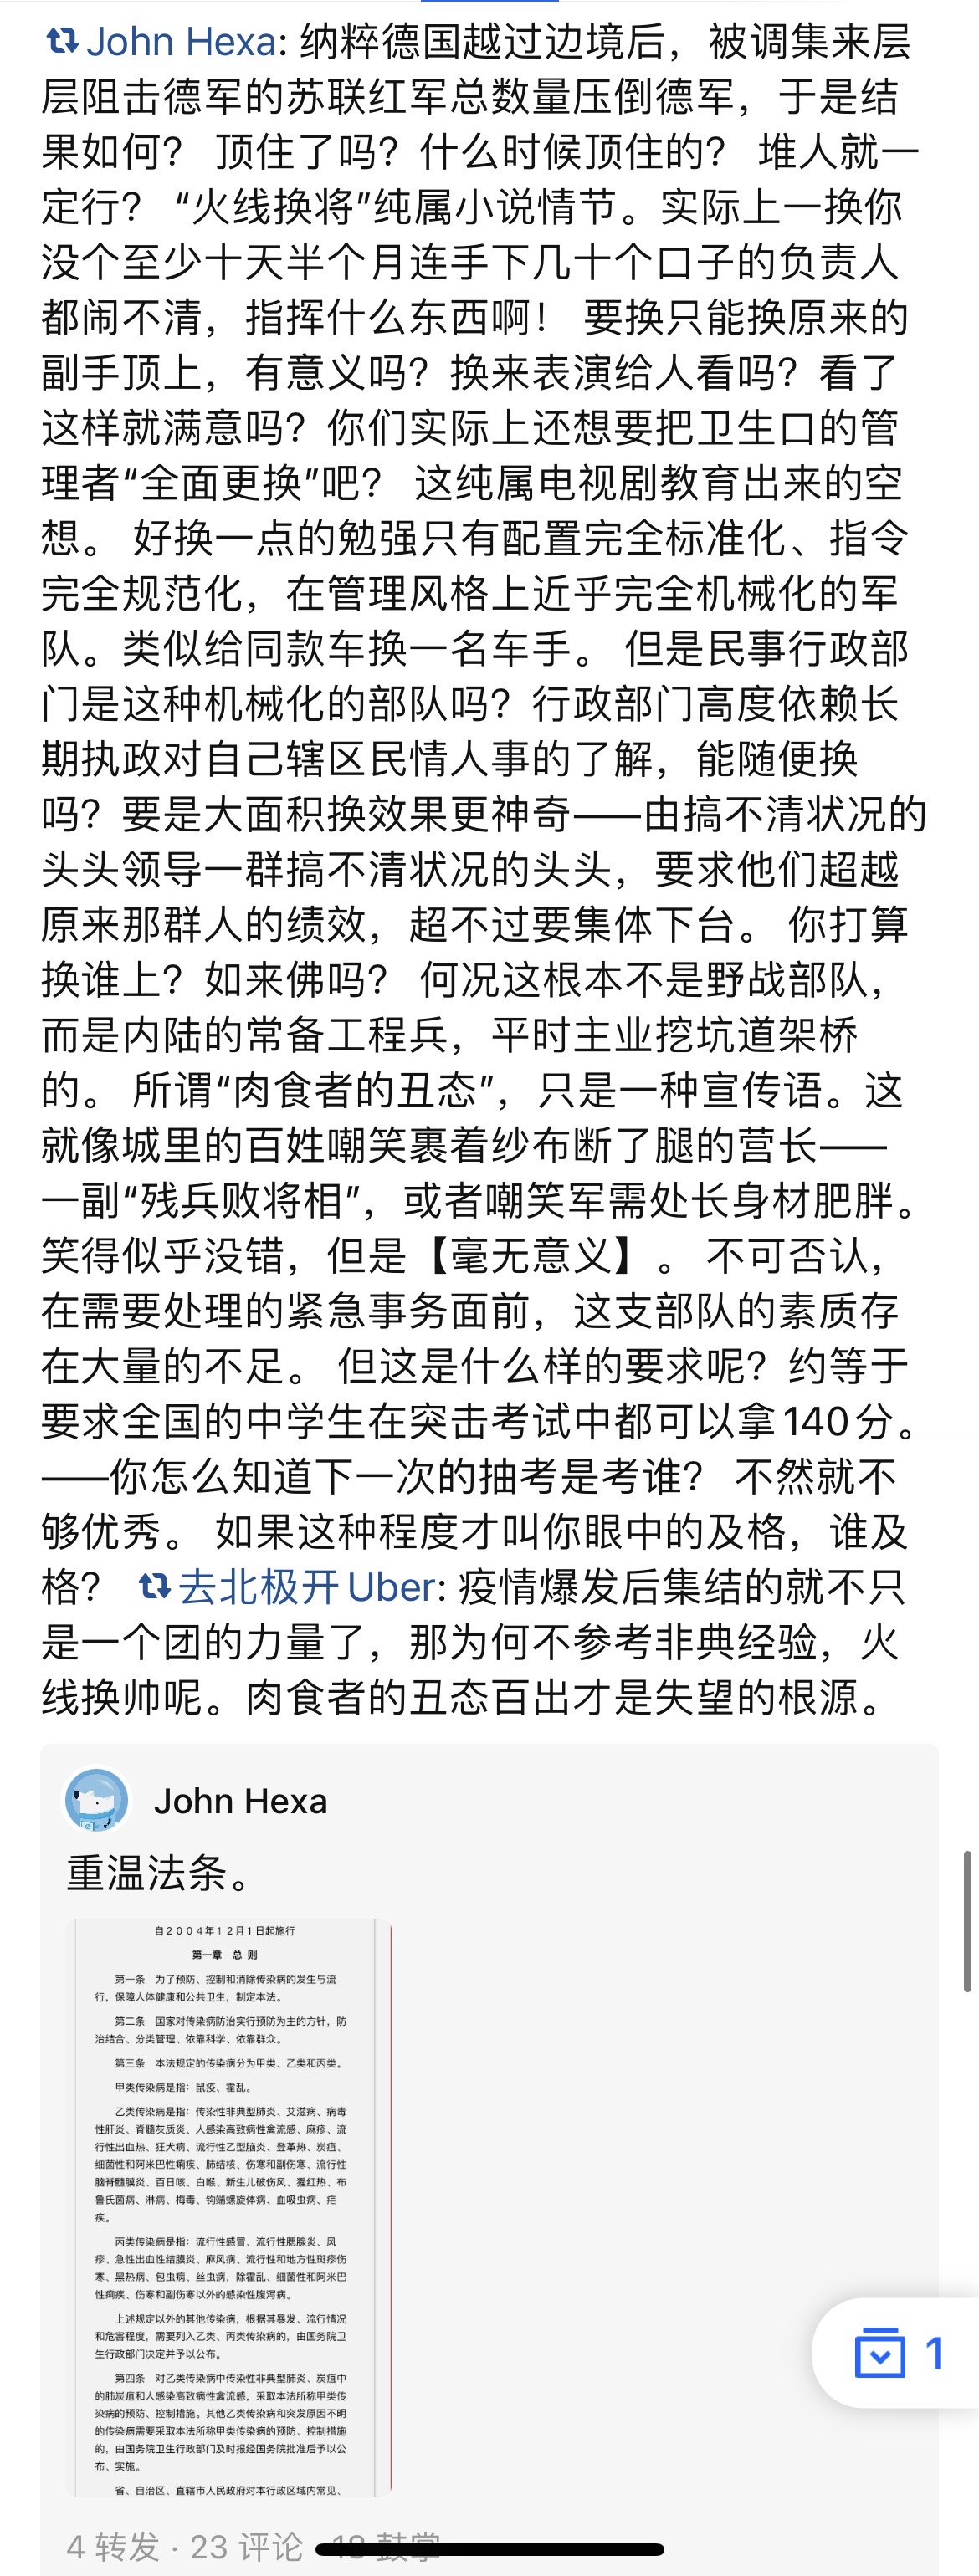 John Hexa: 纳粹德国越过边境后，被调集来层
层阻击德军的苏联红军总数量压倒德军，于是结
果如何？ 顶住了吗？什么时候顶住的？ 堆人就一
定行？ “火线换将”纯属小说情节。实际上一换你
没个至少十天半个月连手下几十个口子的负责人
都闹不清，指挥什么东西啊！ 要换只能换原来的
副手顶上，有意义吗？换来表演给人看吗？看了
这样就满意吗？你们实际上还想要把卫生口的管
理者“全面更换”吧？ 这纯属电视剧教育出来的空
想。 好换一点的勉强只有配置完全标准化、指令
完全规范化，在管理风格上近乎完全机械化的军
队。类似给同款车换一名车手。 但是民事行政部
门是这种机械化的部队吗？行政部门高度依赖长
期执政对自己辖区民情人事的了解，能随便换
吗？要是大面积换效果更神奇——由搞不清状况的
头头领导一群搞不清状况的头头，要求他们超越
原来那群人的绩效，超不过要集体下台。 你打算
换谁上？如来佛吗？ 何况这根本不是野战部队，
而是内陆的常备工程兵，平时主业挖坑道架桥
的。 所谓“肉食者的丑态”，只是一种宣传语。这
就像城里的百姓嘲笑裹着纱布断了腿的营长——
一副“残兵败将相”，或者嘲笑军需处长身材肥胖。
笑得似乎没错，但是【毫无意义】。 不可否认，
在需要处理的紧急事务面前，这支部队的素质存
在大量的不足。 但这是什么样的要求呢？约等于
要求全国的中学生在突击考试中都可以拿140分。
——你怎么知道下一次的抽考是考谁？ 不然就不
够优秀。 如果这种程度才叫你眼中的及格，谁及
格？ 去北极开Uber: 疫情爆发后集结的就不只
是一个团的力量了，那为何不参考非典经验，火
线换帅呢。肉食者的丑态百出才是失望的根源。
John Hexa
重温法条。
自2004年12月1日起施行
第一章 总 则
第一条 为了预防、控制和消除传染病的发生与流
行，保障人体健康和公共卫生，制定本法。
第二条 国家对传染病防治实行预防为主的方针，防
治结合、分类管理、依靠科学、依靠群众。
第三条 本法规定的传染病分为甲类、乙类和丙类。
甲类传染病是指：鼠疫、霍乱。
乙类传染病是指：传染性非典型肺炎、艾滋病、病毒
性肝炎、脊髓灰质炎、人感染高致病性禽流感、麻疹、流
行性出血热、狂犬病、流行性乙型脑炎、登革热、炭疽、
细菌性和阿米巴性痢疾、肺结核、伤寒和副伤寒、流行性
脑脊髓膜炎、百日咳、白喉、新生儿破伤风、猩红热、布
鲁氏菌病、淋病、梅毒、钩端螺旋体病、血吸虫病、疟
疾。
丙类传染病是指：流行性感冒、流行性腮腺炎、风
疹、急性出血性结膜炎、麻风病、流行性和地方性斑疹伤
寒、黑热病、包虫病、丝虫病，除霍乱、细菌性和阿米巴
性痢疾、伤寒和副伤寒以外的感染性腹泻病。
上述规定以外的其他传染病，根据其暴发、流行情况
和危害程度，需要列入乙类、丙类传染病的，由国务院卫
生行政部门决定并予以公布。
第四条 对乙类传染病中传染性非典型肺炎、炭疽中
的肺炭疽和人感染高致病性禽流感，采取本法所称甲类传
染病的预防、控制措施。其他乙类传染病和突发原因不明
的传染病需要采取本法所称甲类传染病的预防、控制措施
的，由国务院卫生行政部门及时报经国务院批准后予以公
布、实施。
省、自治区、直辖市人民政府对本行政区域内常见、
1
4 转发 · 23 评论 · 18 鼓掌